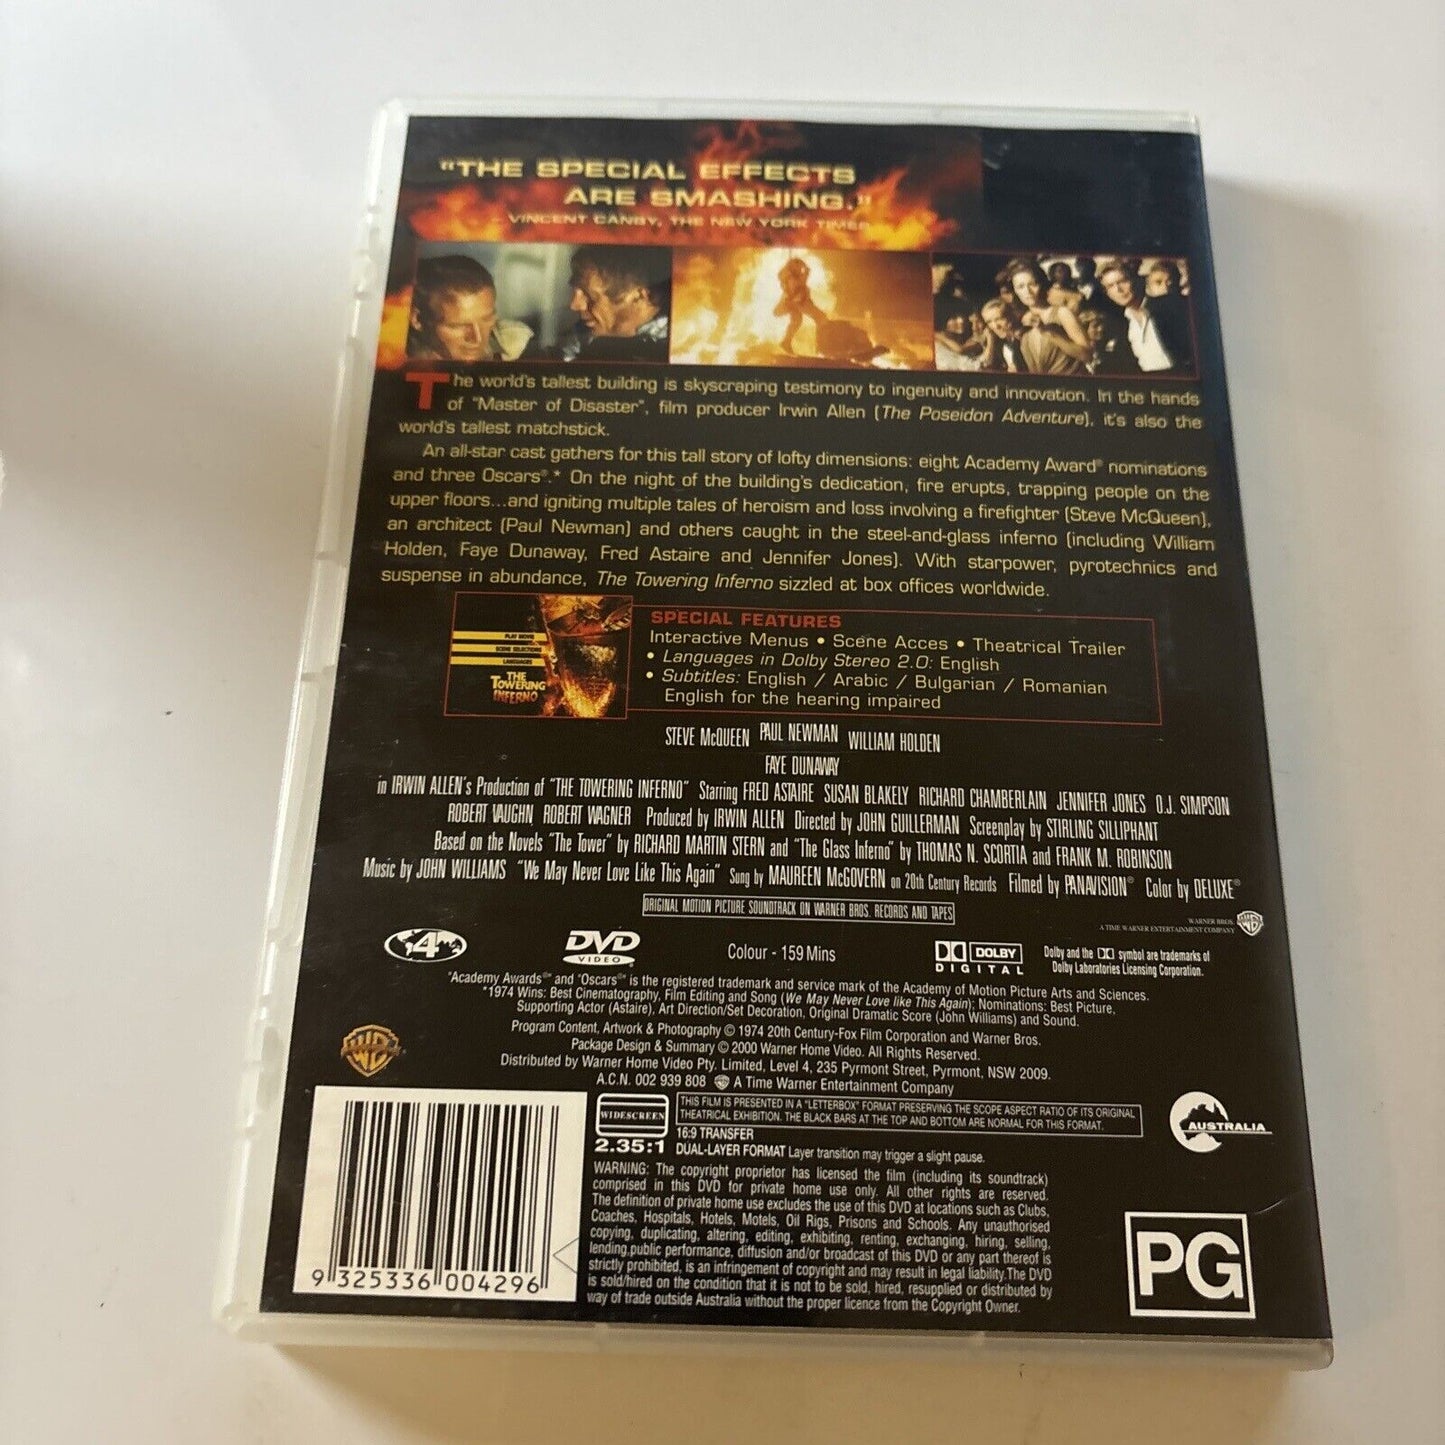 "THE SPECIAL EFFECTS
ARE SMASHING."
VINCENT CANBY, THE NEW YORK TIMES
The world's tallest building is skyscraping testimony to ingenuity and innovation. In the hands
of "Master of Disaster", film producer Irwin Allen (The Poseidon Adventure), it's also the
world's tallest matchstick.
An all-star cast gathers for this tall story of lofty dimensions: eight Academy Award® nominations
and three Oscars®.* On the night of the building's dedication, fire erupts, trapping people on the
upper floors...and igniting multiple tales of heroism and loss involving a firefighter (Steve McQueen),
an architect (Paul Newman) and others caught in the steel-and-glass inferno (including William
Holden, Faye Dunaway, Fred Astaire and Jennifer Jones). With starpower, pyrotechnics and
suspense in abundance, The Towering Inferno sizzled at box offices worldwide.
PLAY MOVIE
SCENE SELECTIONS
LANGUAGES
THE
TOWERING
INFERNO
SPECIAL FEATURES
Interactive Menus • Scene Acces • Theatrical Trailer
• Languages in Dolby Stereo 2.0: English
• Subtitles: English / Arabic / Bulgarian / Romanian
English for the hearing impaired
STEVE McQUEEN PAUL NEWMAN WILLIAM HOLDEN
FAYE DUNAWAY
in IRWIN ALLEN's Production of "THE TOWERING INFERNO" Starring FRED ASTAIRE SUSAN BLAKELY RICHARD CHAMBERLAIN JENNIFER JONES O.J. SIMPSON
ROBERT VAUGHN ROBERT WAGNER Produced by IRWIN ALLEN Directed by JOHN GUILLERMAN Screenplay by STIRLING SILLIPHANT
Based on the Novels "The Tower" by RICHARD MARTIN STERN and "The Glass Inferno" by THOMAS N. SCORTIA and FRANK M. ROBINSON
Music by JOHN WILLIAMS "We May Never Love Like This Again" Sung by MAUREEN McGOVERN on 20th Century Records Filmed by PANAVISION® Color by DELUXE®
ORIGINAL MOTION PICTURE SOUNDTRACK ON WARNER BROS. RECORDS AND TAPES
WARNER BROS.
A TIME WARNER ENTERTAINMENT COMPANY
4
DVD
VIDEO
Colour - 159 Mins
DOLBY
DIGITAL
Dolby and the DD symbol are trademarks of
Dolby Laboratories Licensing Corporation.
"Academy Awards®" and "Oscars®" is the registered trademark and service mark of the Academy of Motion Picture Arts and Sciences.
*1974 Wins: Best Cinematography, Film Editing and Song (We May Never Love like This Again); Nominations: Best Picture,
Supporting Actor (Astaire), Art Direction/Set Decoration, Original Dramatic Score (John Williams) and Sound.
Program Content, Artwork & Photography © 1974 20th Century-Fox Film Corporation and Warner Bros.
Package Design & Summary © 2000 Warner Home Video. All Rights Reserved.
Distributed by Warner Home Video Pty. Limited, Level 4, 235 Pyrmont Street, Pyrmont, NSW 2009.
A.C.N. 002 939 808 A Time Warner Entertainment Company
WIDESCREEN
2.35:1
THIS FILM IS PRESENTED IN A "LETTERBOX" FORMAT PRESERVING THE SCOPE ASPECT RATIO OF ITS ORIGINAL
THEATRICAL EXHIBITION. THE BLACK BARS AT THE TOP AND BOTTOM ARE NORMAL FOR THIS FORMAT.
16:9 TRANSFER
DUAL-LAYER FORMAT Layer transition may trigger a slight pause.
AUSTRALIA
WARNING: The copyright proprietor has licensed the film (including its soundtrack)
comprised in this DVD for private home use only. All other rights are reserved.
The definition of private home use excludes the use of this DVD at locations such as Clubs,
Coaches, Hospitals, Hotels, Motels, Oil Rigs, Prisons and Schools. Any unauthorised
copying, duplicating, altering, editing, exhibiting, renting, exchanging, hiring, selling,
lending,public performance, diffusion and/or broadcast of this DVD or any part thereof is
strictly prohibited, is an infringement of copyright and may result in legal liability.The DVD
is sold/hired on the condition that it is not to be sold, hired, resupplied or distributed by
way of trade outside Australia without the proper licence from the Copyright Owner.
9 325336 004296
PG